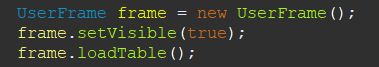 UserFrame frame = new UserFrame();
frame.setVisible(true);
frame.loadTable();